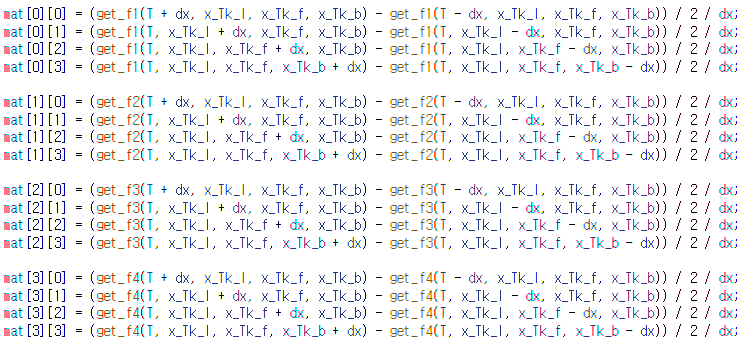 mat[0][0] = (get_f1(T + dx, x_Tk_l, x_Tk_f, x_Tk_b) - get_f1(T - dx, x_Tk_l, x_Tk_f, x_Tk_b)) / 2 / dx;
mat[0][1] = (get_f1(T, x_Tk_l + dx, x_Tk_f, x_Tk_b) - get_f1(T, x_Tk_l - dx, x_Tk_f, x_Tk_b)) / 2 / dx;
mat[0][2] = (get_f1(T, x_Tk_l, x_Tk_f + dx, x_Tk_b) - get_f1(T, x_Tk_l, x_Tk_f - dx, x_Tk_b)) / 2 / dx;
mat[0][3] = (get_f1(T, x_Tk_l, x_Tk_f, x_Tk_b + dx) - get_f1(T, x_Tk_l, x_Tk_f, x_Tk_b - dx)) / 2 / dx;
mat[1][0] = (get_f2(T + dx, x_Tk_l, x_Tk_f, x_Tk_b) - get_f2(T - dx, x_Tk_l, x_Tk_f, x_Tk_b)) / 2 / dx;
mat[1][1] = (get_f2(T, x_Tk_l + dx, x_Tk_f, x_Tk_b) - get_f2(T, x_Tk_l - dx, x_Tk_f, x_Tk_b)) / 2 / dx;
mat[1][2] = (get_f2(T, x_Tk_l, x_Tk_f + dx, x_Tk_b) - get_f2(T, x_Tk_l, x_Tk_f - dx, x_Tk_b)) / 2 / dx;
mat[1][3] = (get_f2(T, x_Tk_l, x_Tk_f, x_Tk_b + dx) - get_f2(T, x_Tk_l, x_Tk_f, x_Tk_b - dx)) / 2 / dx;
mat[2][0] = (get_f3(T + dx, x_Tk_l, x_Tk_f, x_Tk_b) - get_f3(T - dx, x_Tk_l, x_Tk_f, x_Tk_b)) / 2 / dx;
mat[2][1] = (get_f3(T, x_Tk_l + dx, x_Tk_f, x_Tk_b) - get_f3(T, x_Tk_l - dx, x_Tk_f, x_Tk_b)) / 2 / dx;
mat[2][2] = (get_f3(T, x_Tk_l, x_Tk_f + dx, x_Tk_b) - get_f3(T, x_Tk_l, x_Tk_f - dx, x_Tk_b)) / 2 / dx;
mat[2][3] = (get_f3(T, x_Tk_l, x_Tk_f, x_Tk_b + dx) - get_f3(T, x_Tk_l, x_Tk_f, x_Tk_b - dx)) / 2 / dx;
mat[3][0] = (get_f4(T + dx, x_Tk_l, x_Tk_f, x_Tk_b) - get_f4(T - dx, x_Tk_l, x_Tk_f, x_Tk_b)) / 2 / dx;
mat[3][1] = (get_f4(T, x_Tk_l + dx, x_Tk_f, x_Tk_b) - get_f4(T, x_Tk_l - dx, x_Tk_f, x_Tk_b)) / 2 / dx;
mat[3][2] = (get_f4(T, x_Tk_l, x_Tk_f + dx, x_Tk_b) - get_f4(T, x_Tk_l, x_Tk_f - dx, x_Tk_b)) / 2 / dx;
mat[3][3] = (get_f4(T, x_Tk_l, x_Tk_f, x_Tk_b + dx) - get_f4(T, x_Tk_l, x_Tk_f, x_Tk_b - dx)) / 2 / dx;